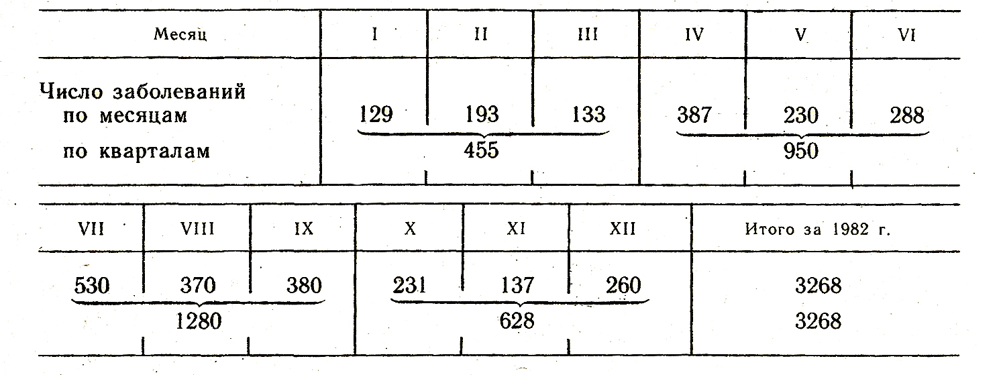 Месяц I II III IV V VI
Число заболеваний
по месяцам 129 193 133 387 230 288
по кварталам 455 950
VII VIII IX X XI XII Итого за 1982 г.
530 370 380 231 137 260 3268
1280 628 3268